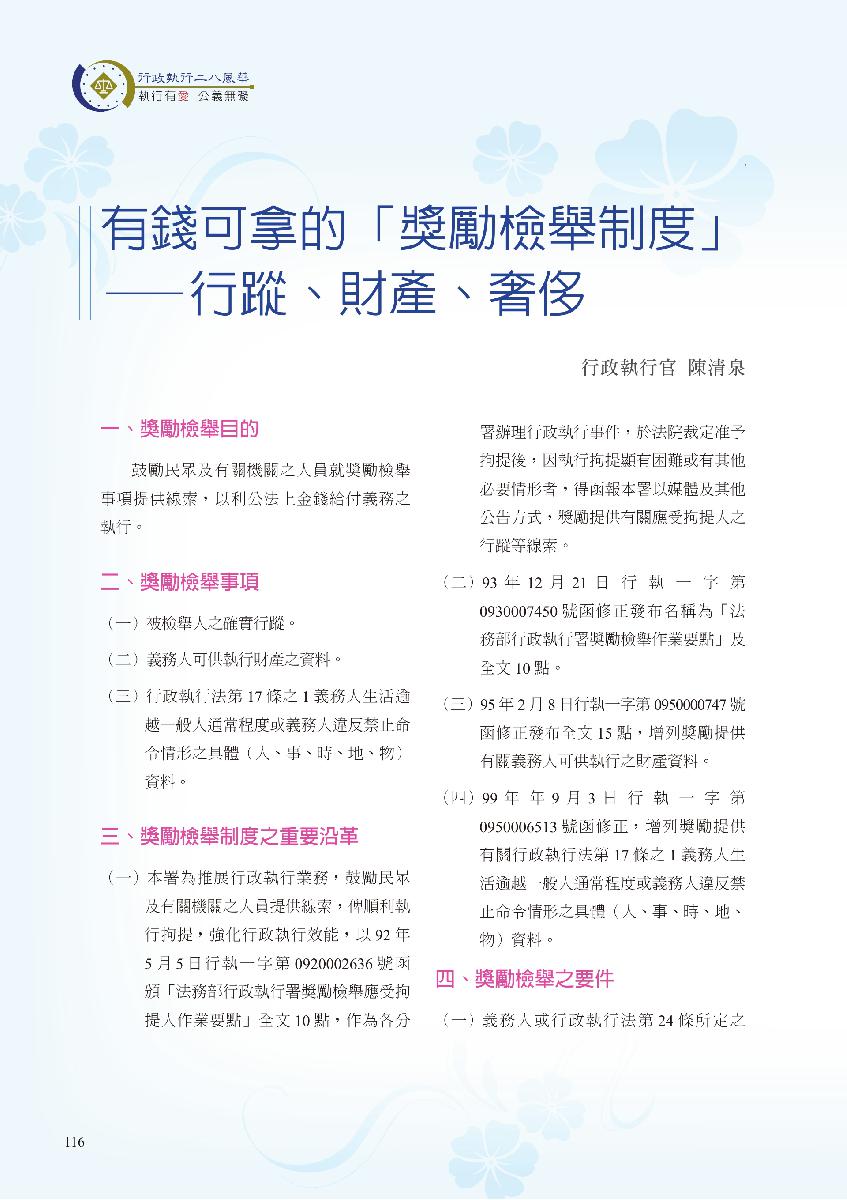 行政執行二八風華
執行有愛 公義無礙
有錢可拿的「獎勵檢舉制度」
——行蹤、財產、奢侈
行政執行官 陳清泉
一、獎勵檢舉目的
鼓勵民眾及有關機關之人員就獎勵檢舉
事項提供線索，以利公法上金錢給付義務之
執行。
二、獎勵檢舉事項
（一）被檢舉人之確實行蹤。
（二）義務人可供執行財產之資料。
（三）行政執行法第 17 條之 1 義務人生活逾
越一般人通常程度或義務人違反禁止命
令情形之具體（人、事、時、地、物）
資料。
三、獎勵檢舉制度之重要沿革
（一）本署為推展行政執行業務，鼓勵民眾
及有關機關之人員提供線索，俾順利執
行拘提，強化行政執行效能，以 92 年
5 月 5 日行執一字第 0920002636 號函
頒「法務部行政執行署獎勵檢舉應受拘
提人作業要點」全文 10 點，作為各分
署辦理行政執行事件，於法院裁定准予
拘提後，因執行拘提顯有困難或有其他
必要情形者，得函報本署以媒體及其他
公告方式，獎勵提供有關應受拘提人之
行蹤等線索。
（二）93 年 12 月 21 日 行 執 一 字 第
0930007450 號函修正發布名稱為「法
務部行政執行署獎勵檢舉作業要點」及
全文 10 點。
（三）95 年 2 月 8 日行執一字第 0950000747 號
函修正發布全文 15 點，增列獎勵提供
有關義務人可供執行之財產資料。
（四）99 年 年 9 月 3 日 行 執 一 字 第
0950006513 號函修正，增列獎勵提供
有關行政執行法第 17 條之 1 義務人生
活逾越一般人通常程度或義務人違反禁
止命令情形之具體（人、事、時、地、
物）資料。
四、獎勵檢舉之要件
（一）義務人或行政執行法第 24 條所定之
116